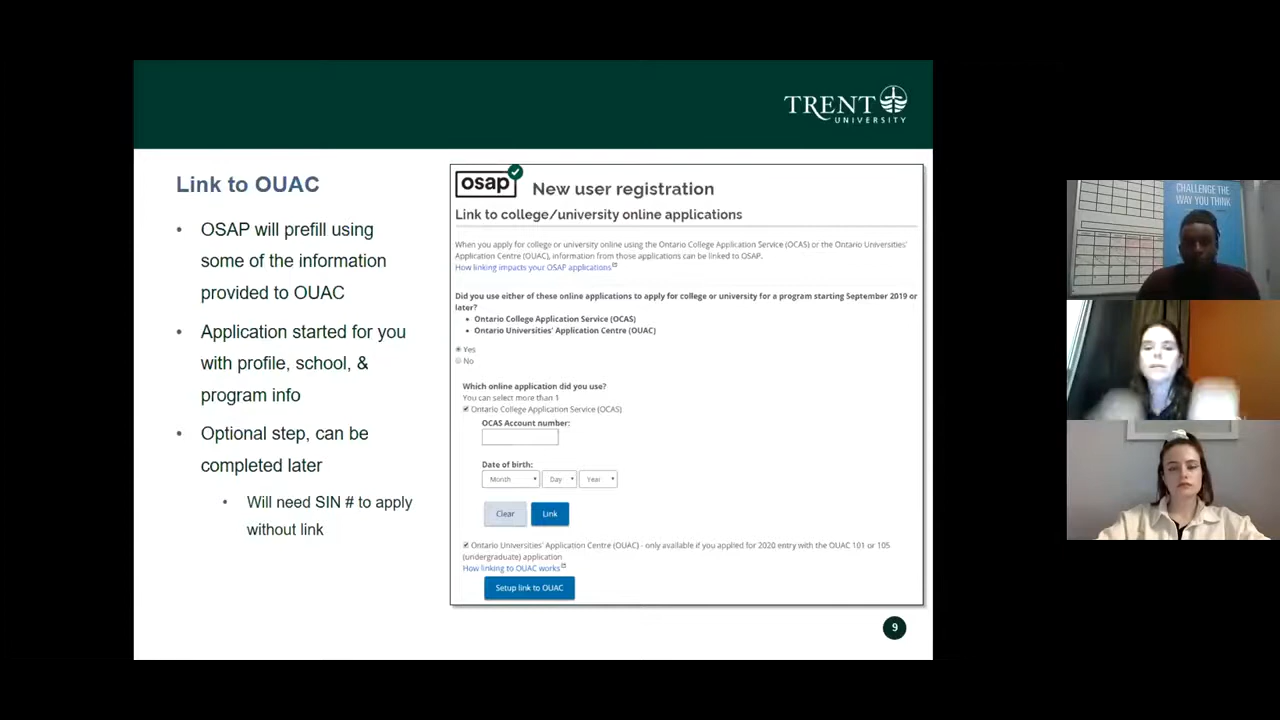 TRENT
UNIVERSITY
Link to OUAC
• OSAP will prefill using
some of the information
provided to OUAC
• Application started for you
with profile, school, &
program info
• Optional step, can be
completed later
• Will need SIN # to apply
without link
osap
New user registration
Link to college/university online applications
When you apply for college or university online using the Ontario College Application Service (OCAS) or the Ontario Universities'
Application Centre (OUAC), information from those applications can be linked to OSAP.
How linking impacts your OSAP applications
Did you use either of these online applications to apply for college or university for a program starting September 2019 or
later?
• Ontario College Application Service (OCAS)
• Ontario Universities' Application Centre (OUAC)
Yes
No
Which online application did you use?
You can select more than 1
Ontario College Application Service (OCAS)
OCAS Account number:
Date of birth:
Month Day Year
Clear Link
Ontario Universities' Application Centre (OUAC) - only available if you applied for 2020 entry with the OUAC 101 or 105
(undergraduate) application
How linking to OUAC works
Setup link to OUAC
9
CHALLENGE THE
WAY YOU THINK